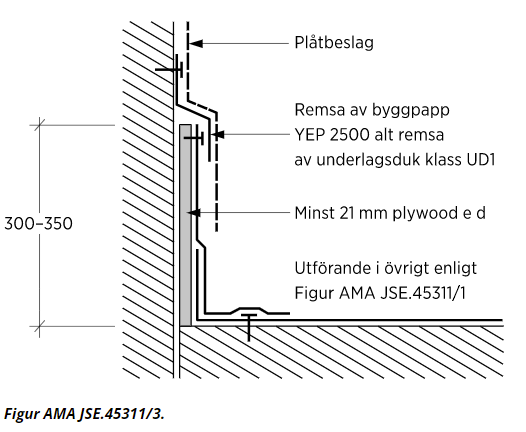 Plåtbeslag
Remsa av byggpapp
YEP 2500 alt remsa
av underlagsduk klass UD1
300–350
Minst 21 mm plywood e d
Utförande i övrigt enligt
Figur AMA JSE.45311/1
Figur AMA JSE.45311/3.